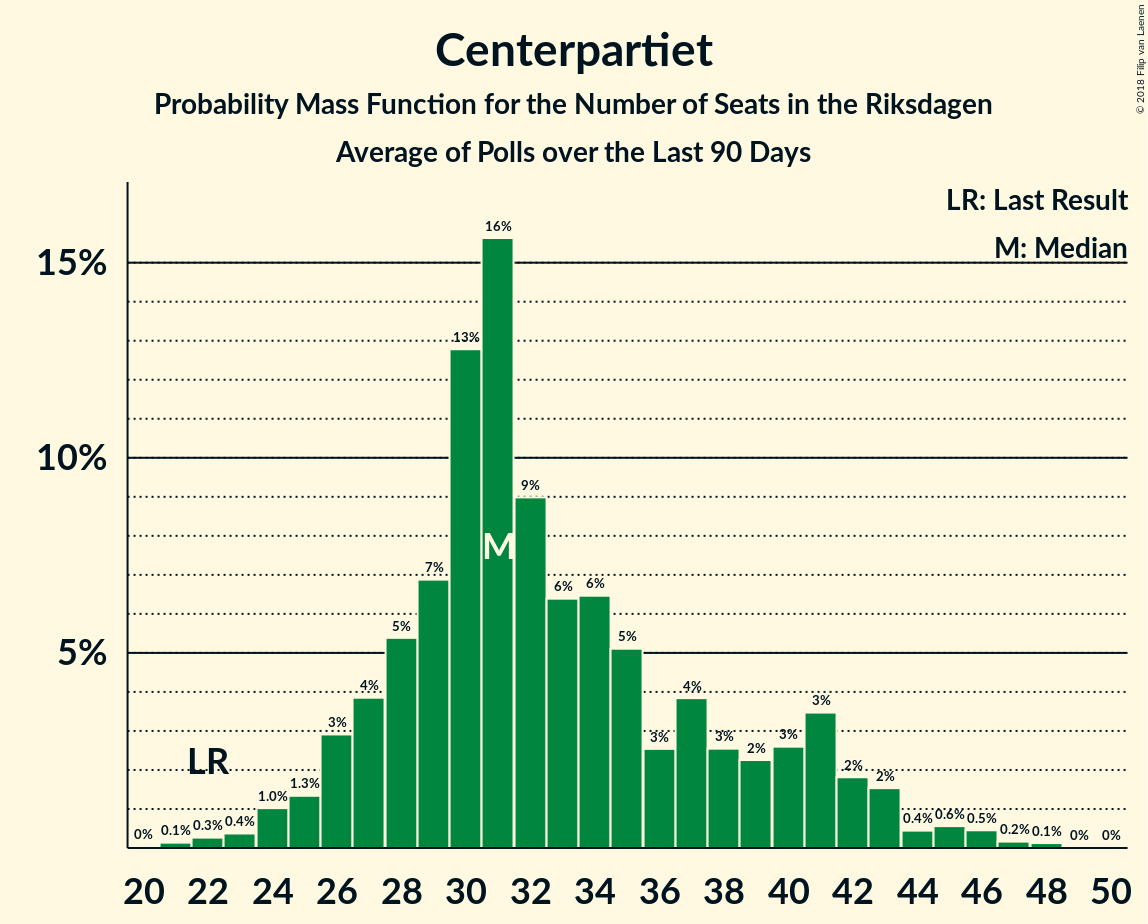 Centerpartiet
Probability Mass Function for the Number of Seats in the Riksdagen
Average of Polls over the Last 90 Days
© 2018 Filip van Laenen
LR: Last Result
M: Median
15%
10%
5%
0% 0.1% 0.3% 0.4% 1.0% 1.3% 3% 4% 5% 7% 13% 16% 9% 6% 6% 5% 3% 4% 3% 2% 3% 3% 2% 2% 0.4% 0.6% 0.5% 0.2% 0.1% 0% 0%
M
LR
20 22 24 26 28 30 32 34 36 38 40 42 44 46 48 50